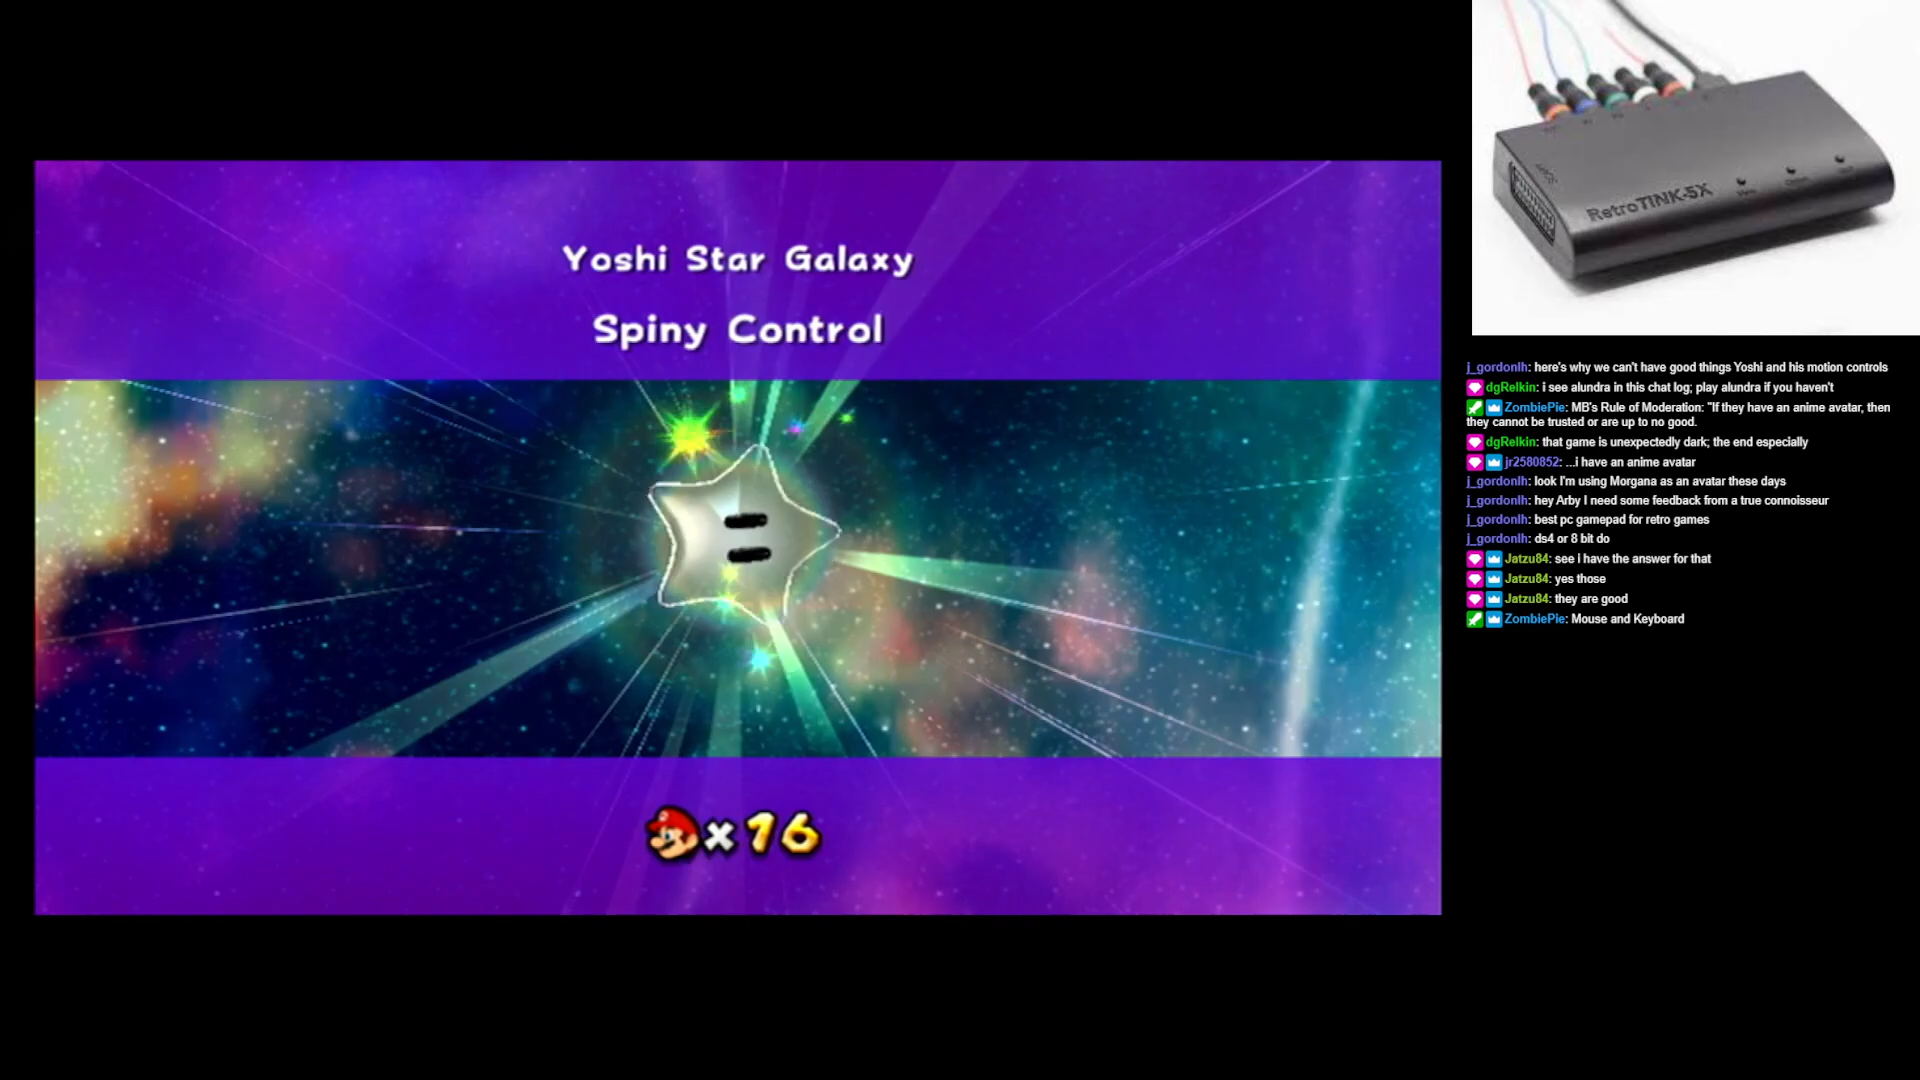 Yoshi Star Galaxy
Spiny Control
x16
RetroTINK-5X
j_gordonlh: here's why we can't have good things Yoshi and his motion controls
dgRelkin: i see alundra in this chat log; play alundra if you haven't
ZombiePie: MB's Rule of Moderation: "If they have an anime avatar, then
they cannot be trusted or are up to no good.
dgRelkin: that game is unexpectedly dark; the end especially
jr2580852: ...i have an anime avatar
j_gordonlh: look I'm using Morgana as an avatar these days
j_gordonlh: hey Arby I need some feedback from a true connoisseur
j_gordonlh: best pc gamepad for retro games
j_gordonlh: ds4 or 8 bit do
Jatzu84: see i have the answer for that
Jatzu84: yes those
Jatzu84: they are good
ZombiePie: Mouse and Keyboard